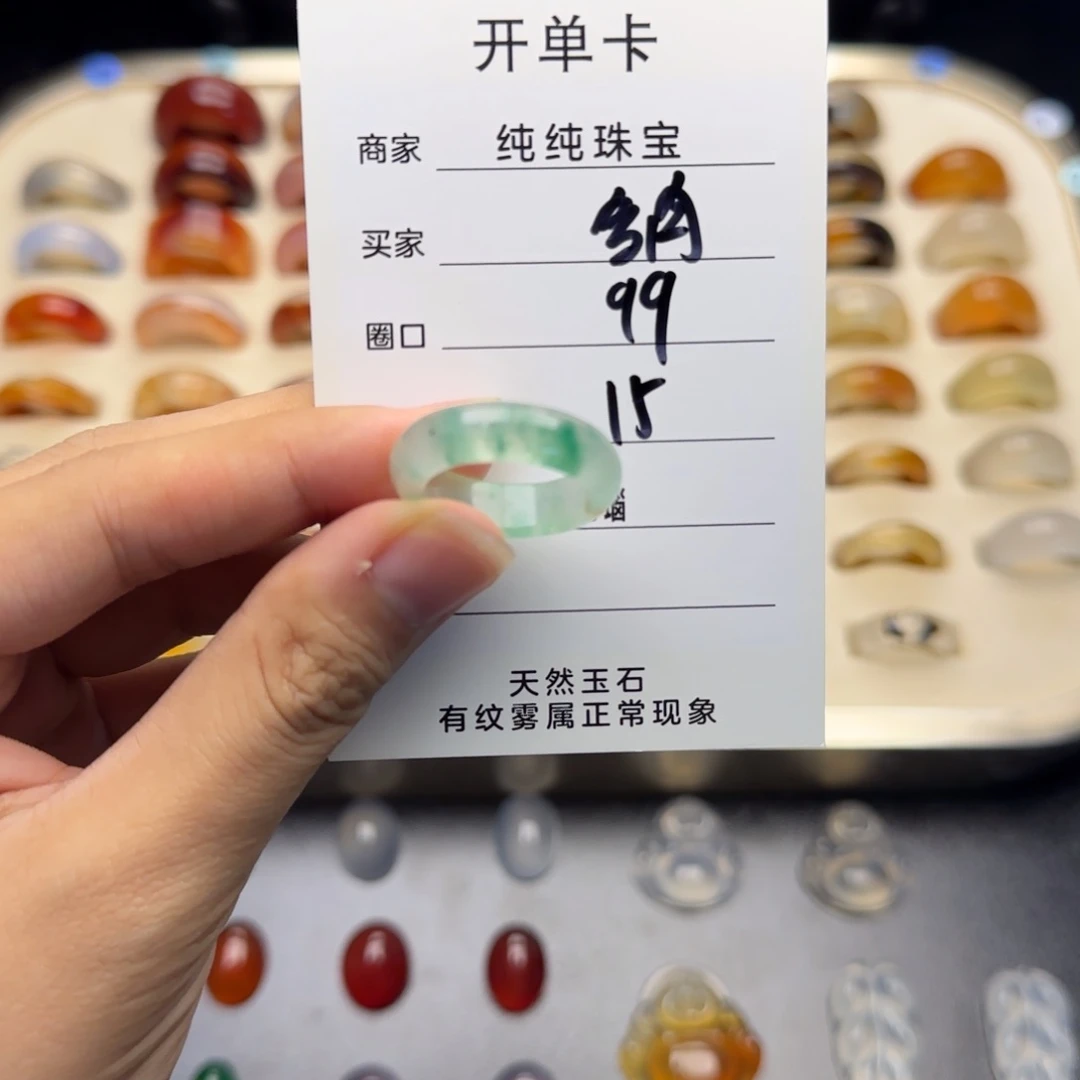 开单卡
商家 纯纯珠宝
买家
圈口 99
15
天然玉石
有纹雾属正常现象